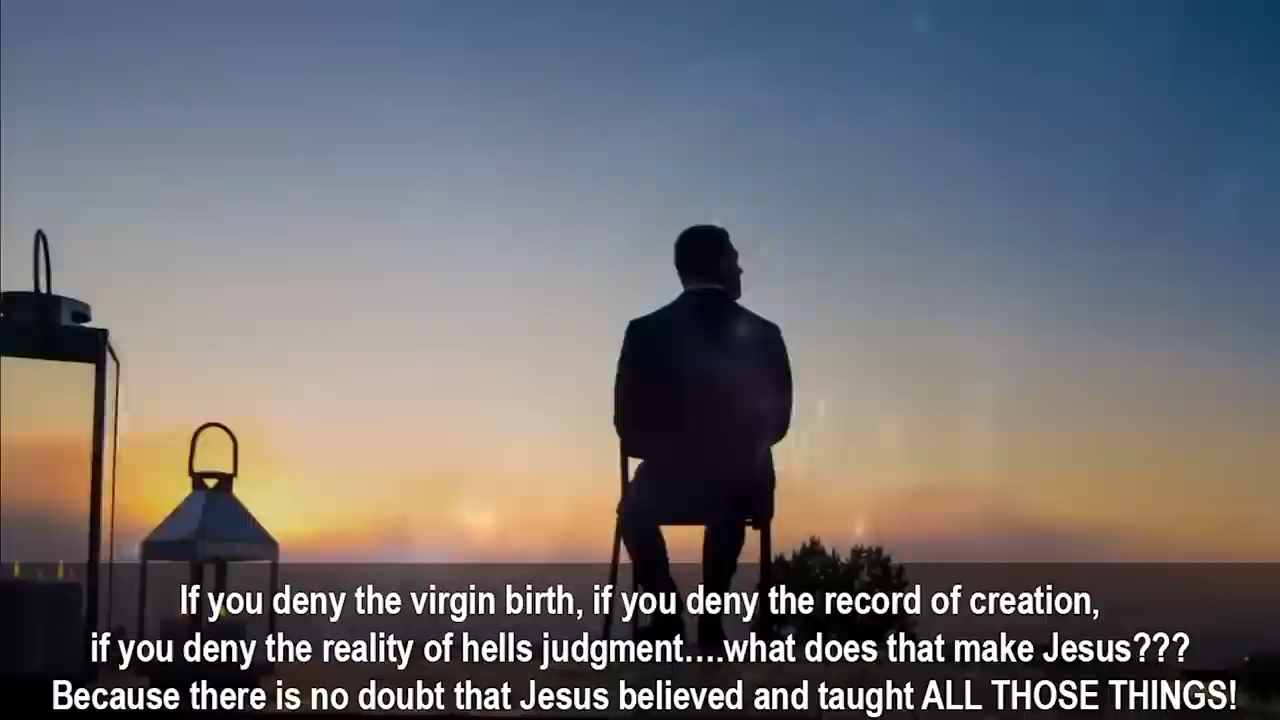 If you deny the virgin birth, if you deny the record of creation,
if you deny the reality of hells judgment....what does that make Jesus???
Because there is no doubt that Jesus believed and taught ALL THOSE THINGS!